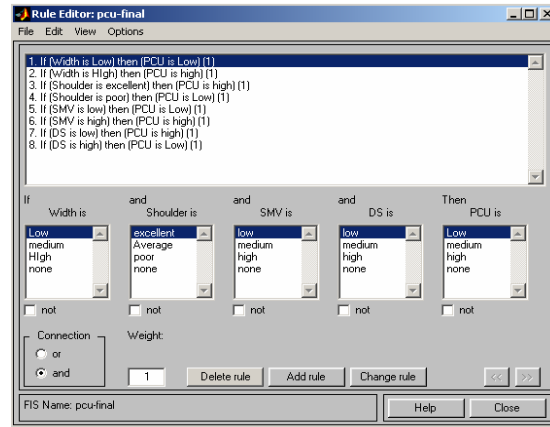 Rule Editor: pcu-final
File Edit View Options
1. If (Width is Low) then (PCU is Low) (1)
2. If (Width is HIgh) then (PCU is high) (1)
3. If (Shoulder is excellent) then (PCU is high) (1)
4. If (Shoulder is poor) then (PCU is Low) (1)
5. If (SMV is low) then (PCU is Low) (1)
6. If (SMV is high) then (PCU is high) (1)
7. If (DS is low) then (PCU is high) (1)
8. If (DS is high) then (PCU is Low) (1)
If and and and Then
Width is Shoulder is SMV is DS is PCU is
Low excellent low low Low
medium Average medium medium medium
HIgh poor high high high
none none none none none
not not not not not
Connection Weight:
or
and 1 Delete rule Add rule Change rule << >>
FIS Name: pcu-final Help Close